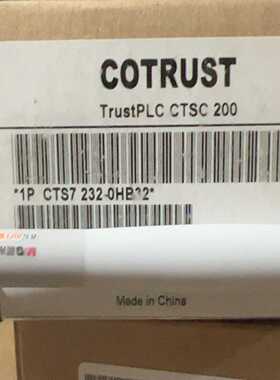 COTRUST
TrustPLC CTSC 200
*1P CTS7 232-0HB32*
Made in China